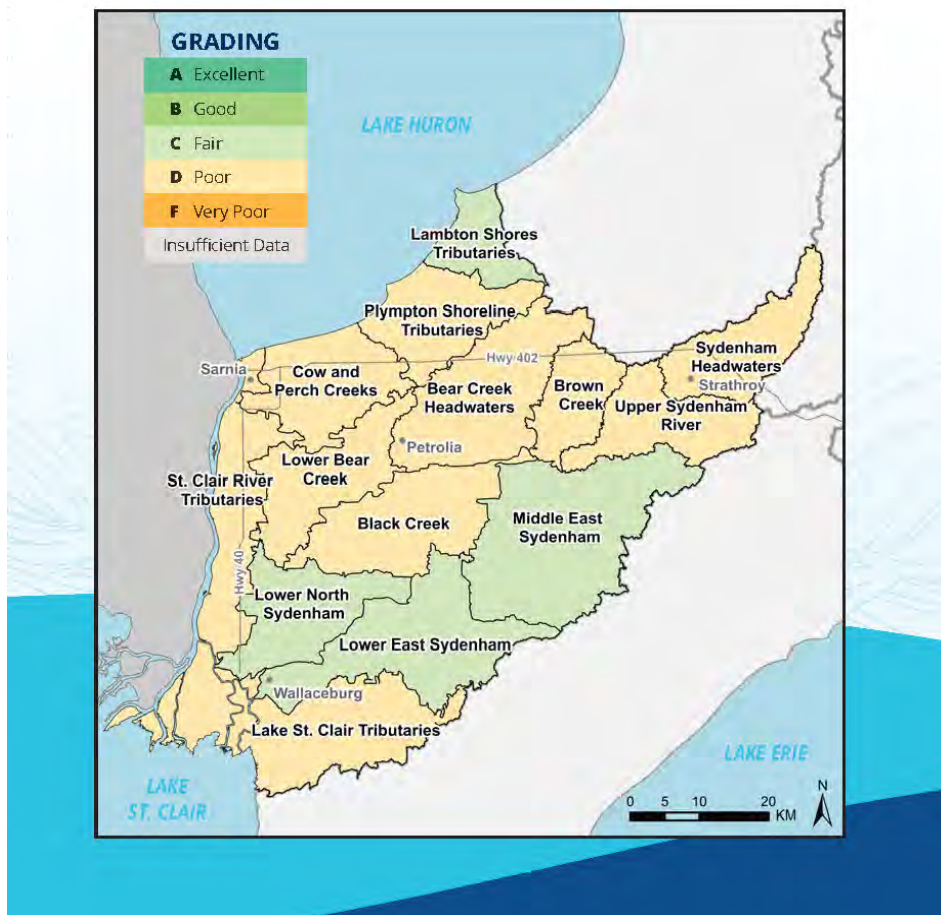 GRADING
A Excellent
B Good
C Fair
D Poor
F Very Poor
Insufficient Data
LAKE HURON
Lambton Shores
Tributaries
Plympton Shoreline
Tributaries
Hwy 402
Sydenham
Headwaters
Strathroy
Sarnia
Cow and
Perch Creeks
Bear Creek
Headwaters
Brown
Creek
Upper Sydenham
River
Petrolia
Lower Bear
Creek
St. Clair River
Tributaries
Black Creek
Middle East
Sydenham
Hwy 40
Lower North
Sydenham
Lower East Sydenham
Wallaceburg
Lake St. Clair Tributaries
LAKE
ST. CLAIR
LAKE ERIE
N
0 5 10 20
KM